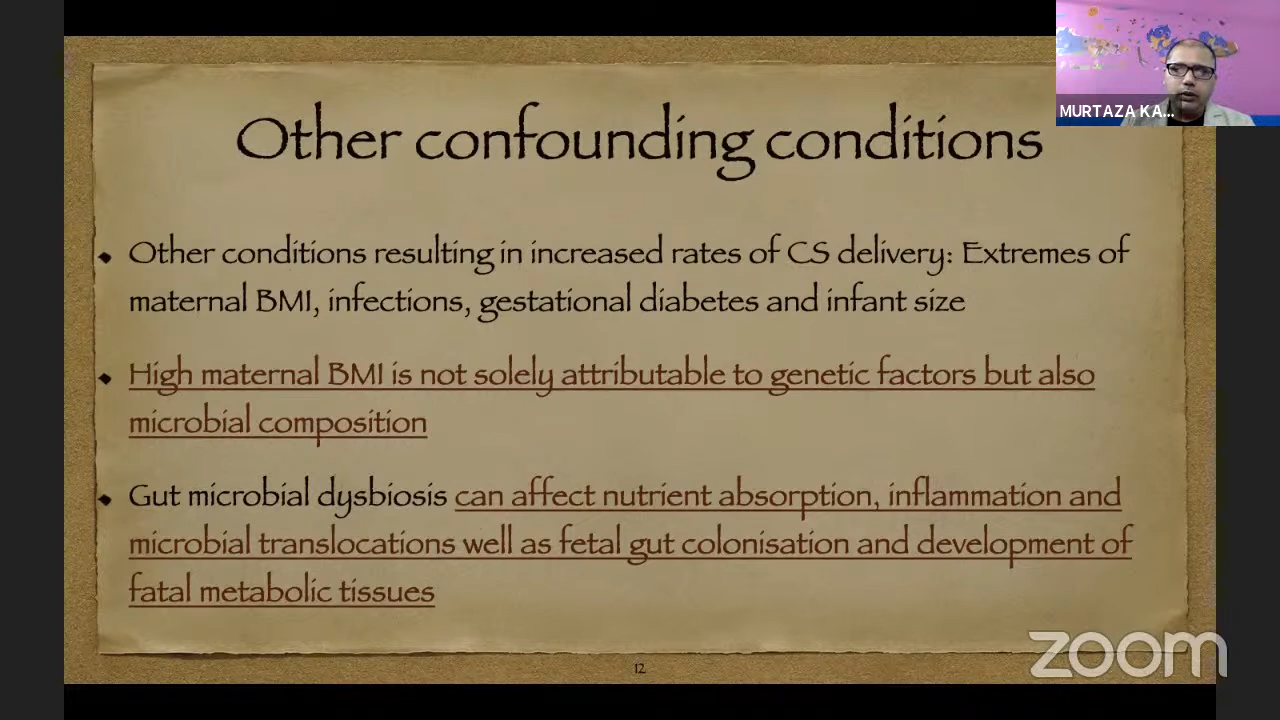 MURTAZA KA...
Other confounding conditions
Other conditions resulting in increased rates of CS delivery: Extremes of
maternal BMI, infections, gestational diabetes and infant size
High maternal BMI is not solely attributable to genetic factors but also
microbial composition
Gut microbial dysbiosis can affect nutrient absorption, inflammation and
microbial translocations well as fetal gut colonisation and development of
fatal metabolic tissues
12
zoom